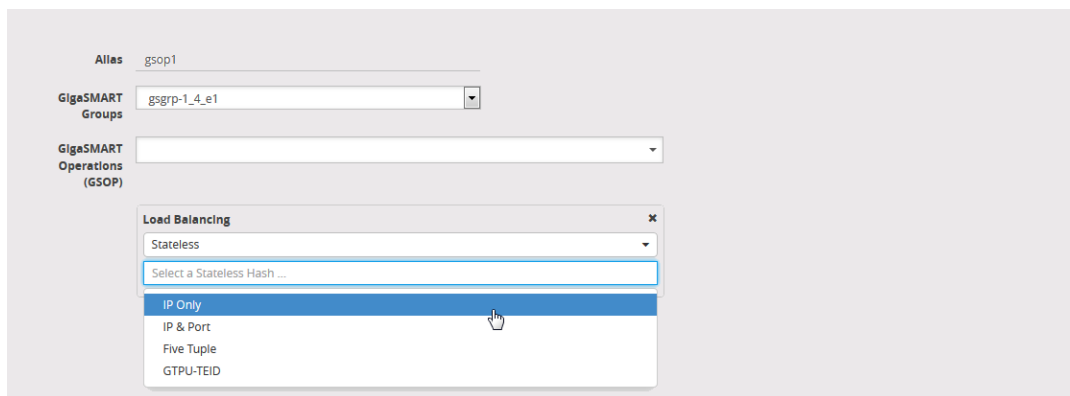 Alias gsop1
GigaSMART gsgrp-1_4_e1
Groups
GigaSMART
Operations
(GSOP)
Load Balancing
Stateless
Select a Stateless Hash ...
IP Only
IP & Port
Five Tuple
GTPU-TEID